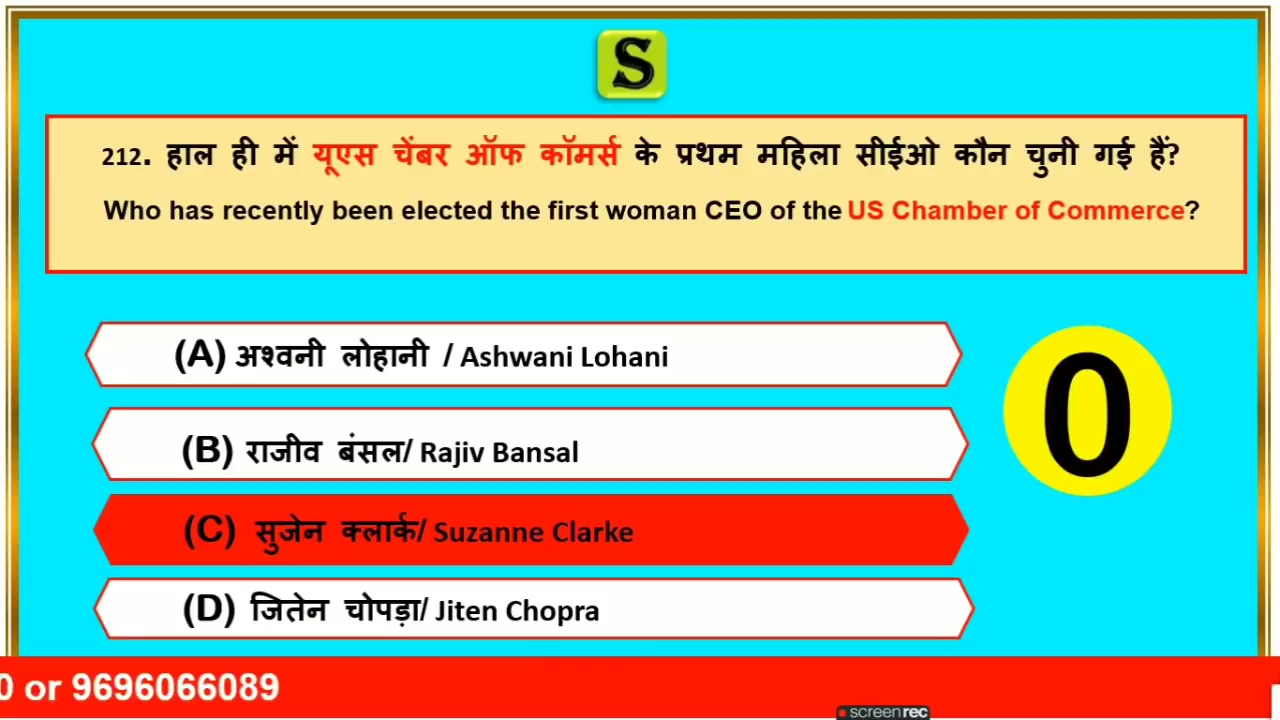 S
212. हाल ही में यूएस चेंबर ऑफ कॉमर्स के प्रथम महिला सीईओ कौन चुनी गई हैं?
Who has recently been elected the first woman CEO of the US Chamber of Commerce?
(A) अश्वनी लोहानी / Ashwani Lohani
(B) राजीव बंसल/ Rajiv Bansal
0
(C) सुजेन क्लार्क/ Suzanne Clarke
(D) जितेन चोपड़ा/ Jiten Chopra
0 or 9696066089
screenrec